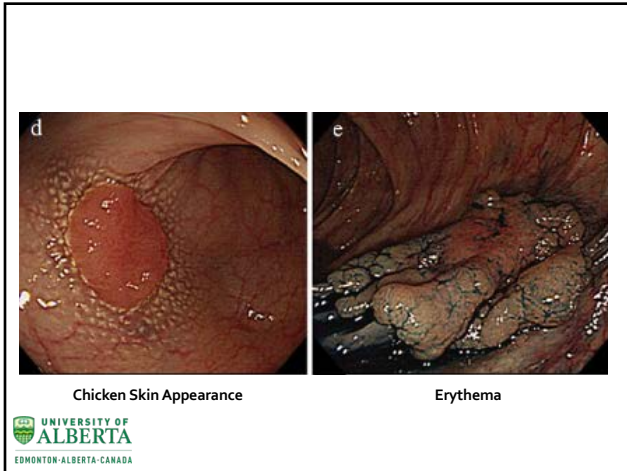 d
e
Chicken Skin Appearance
Erythema
UNIVERSITY OF
ALBERTA
EDMONTON·ALBERTA·CANADA